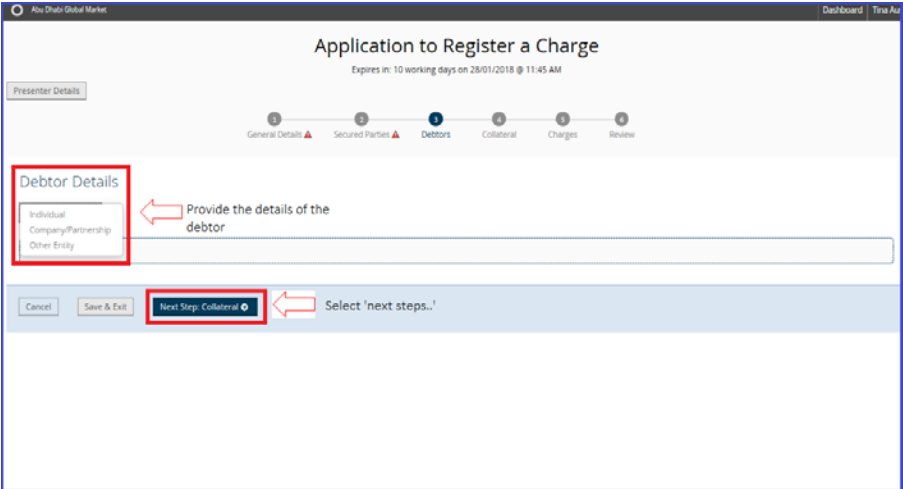 Abu Dhabi Global Market Dashboard Tina Au
Application to Register a Charge
Expires in: 10 working days on 28/01/2018 @ 11:45 AM
Presenter Details
1 2 3 4 5 6
General Details Secured Parties Debtors Collateral Charges Review
Debtor Details
Individual
Company/Partnership
Other Entity
Provide the details of the
debtor
Cancel Save & Exit Next Step: Collateral Select 'next steps..'